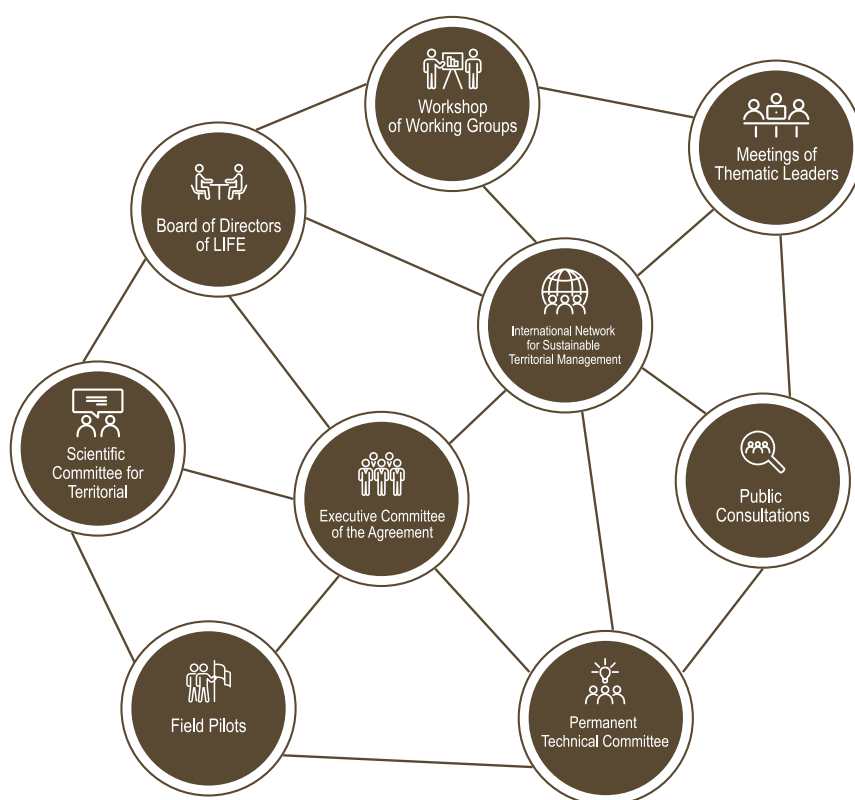 Workshop
of Working Groups
Meetings of
Thematic Leaders
Board of Directors
of LIFE
International Network
for Sustainable
Territorial Management
Scientific
Committee for
Territorial
Executive Committee
of the Agreement
Public
Consultations
Field Pilots
Permanent
Technical Committee